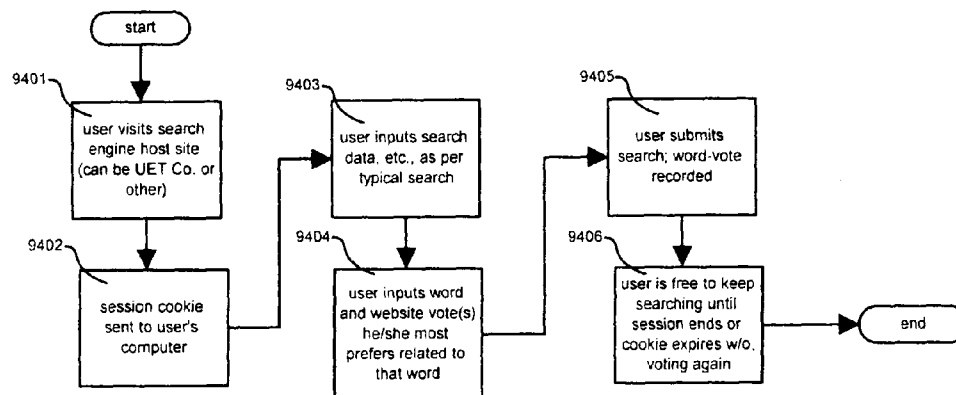 start
9401
user visits search
engine host site
(can be UET Co. or
other)
9402
session cookie
sent to user's
computer
9403
user inputs search
data, etc., as per
typical search
9404
user inputs word
and website vote(s)
he/she most
prefers related to
that word
9405
user submits
search; word-vote
recorded
9406
user is free to keep
searching until
session ends or
cookie expires w/o.
voting again
end